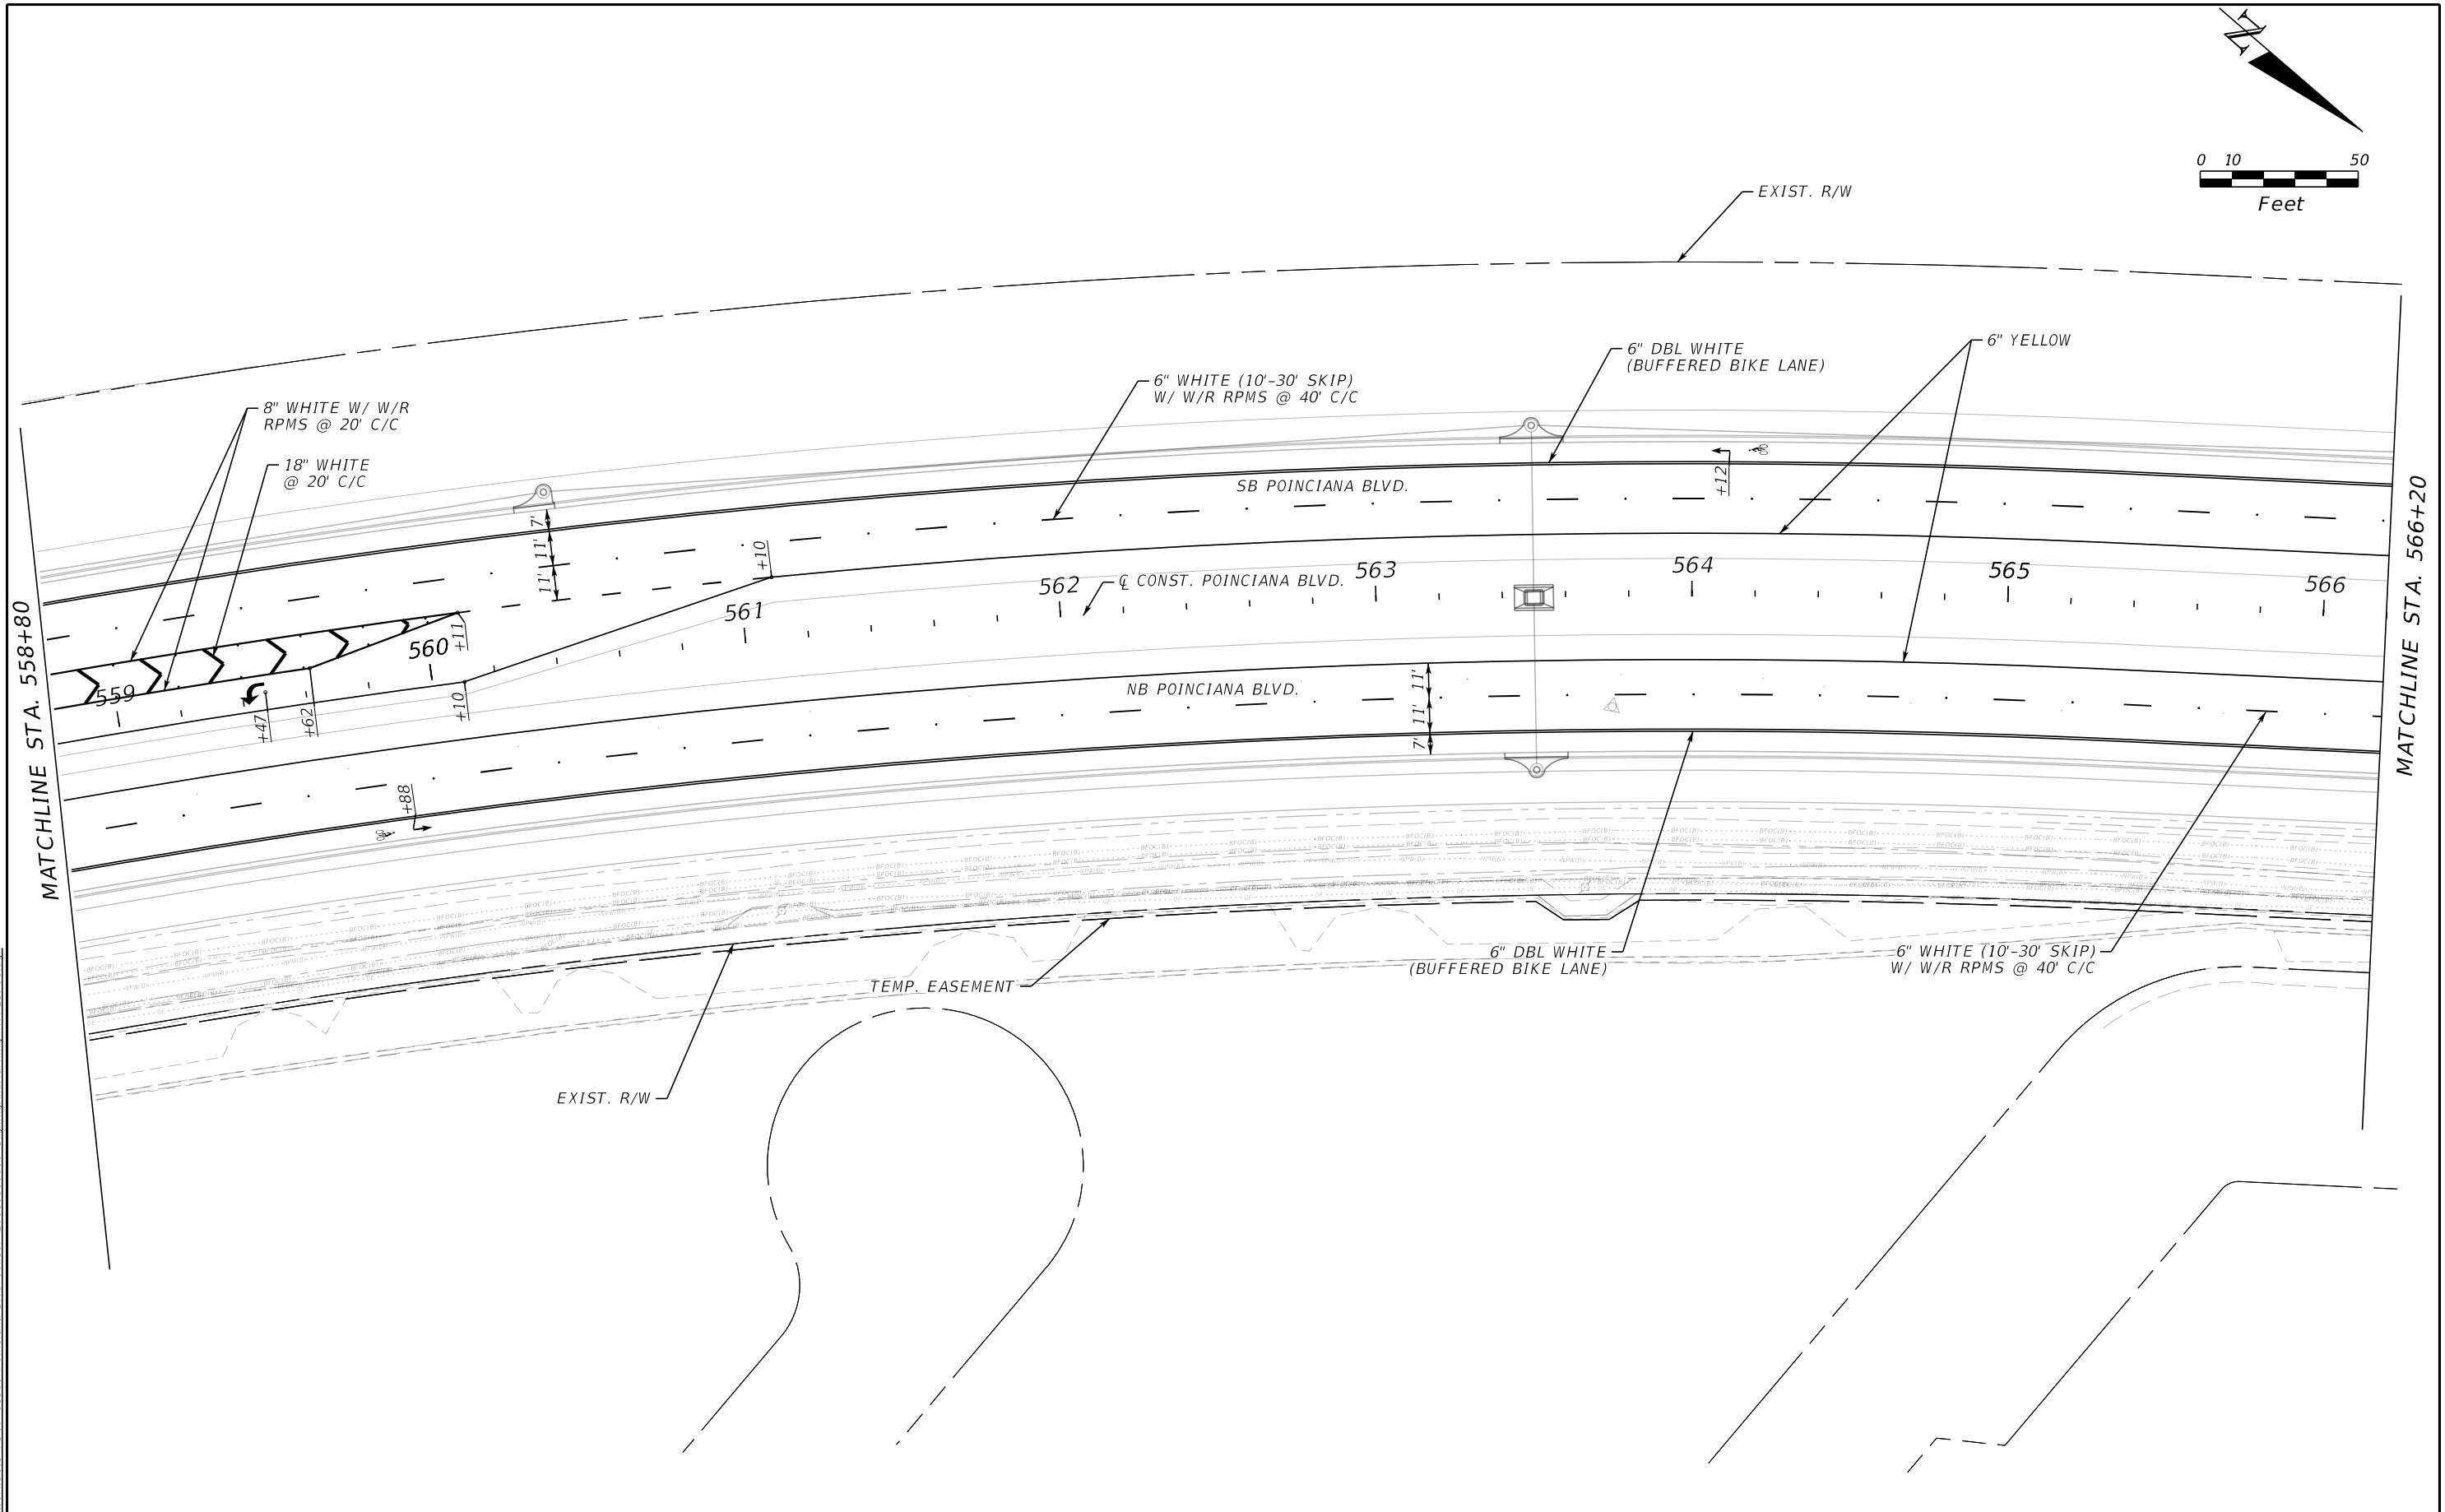 N
0 10 50
Feet
EXIST. R/W
6" YELLOW
6" DBL WHITE
(BUFFERED BIKE LANE)
6" WHITE (10'-30' SKIP)
W/ W/R RPMS @ 40' C/C
8" WHITE W/ W/R
RPMS @ 20' C/C
18" WHITE
@ 20' C/C
SB POINCIANA BLVD.
+12
7'
11'
11'
+10
℄ CONST. POINCIANA BLVD.
559
560
561
562
563
564
565
566
+11
+47
+62
+10
NB POINCIANA BLVD.
11'
11'
7'
+88
MATCHLINE STA. 558+80
MATCHLINE STA. 566+20
6" DBL WHITE
(BUFFERED BIKE LANE)
6" WHITE (10'-30' SKIP)
W/ W/R RPMS @ 40' C/C
TEMP. EASEMENT
EXIST. R/W
BFOC(B)